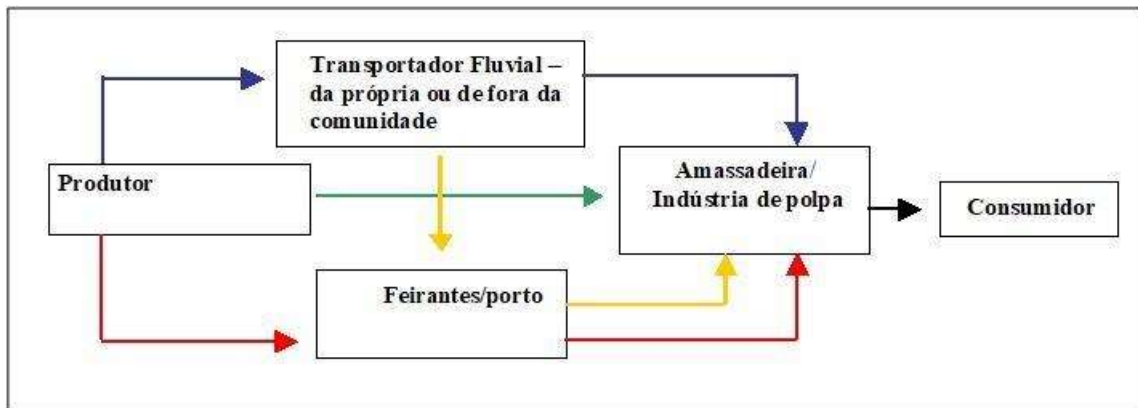 Transportador Fluvial –
da própria ou de fora da
comunidade
Produtor
Amassadeira/
Indústria de polpa
Consumidor
Feirantes/porto